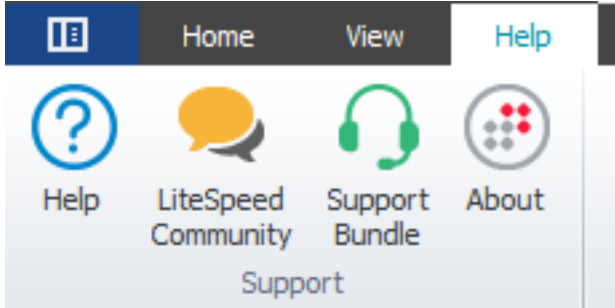 Home View Help
Help LiteSpeed Support About
Community Bundle
Support